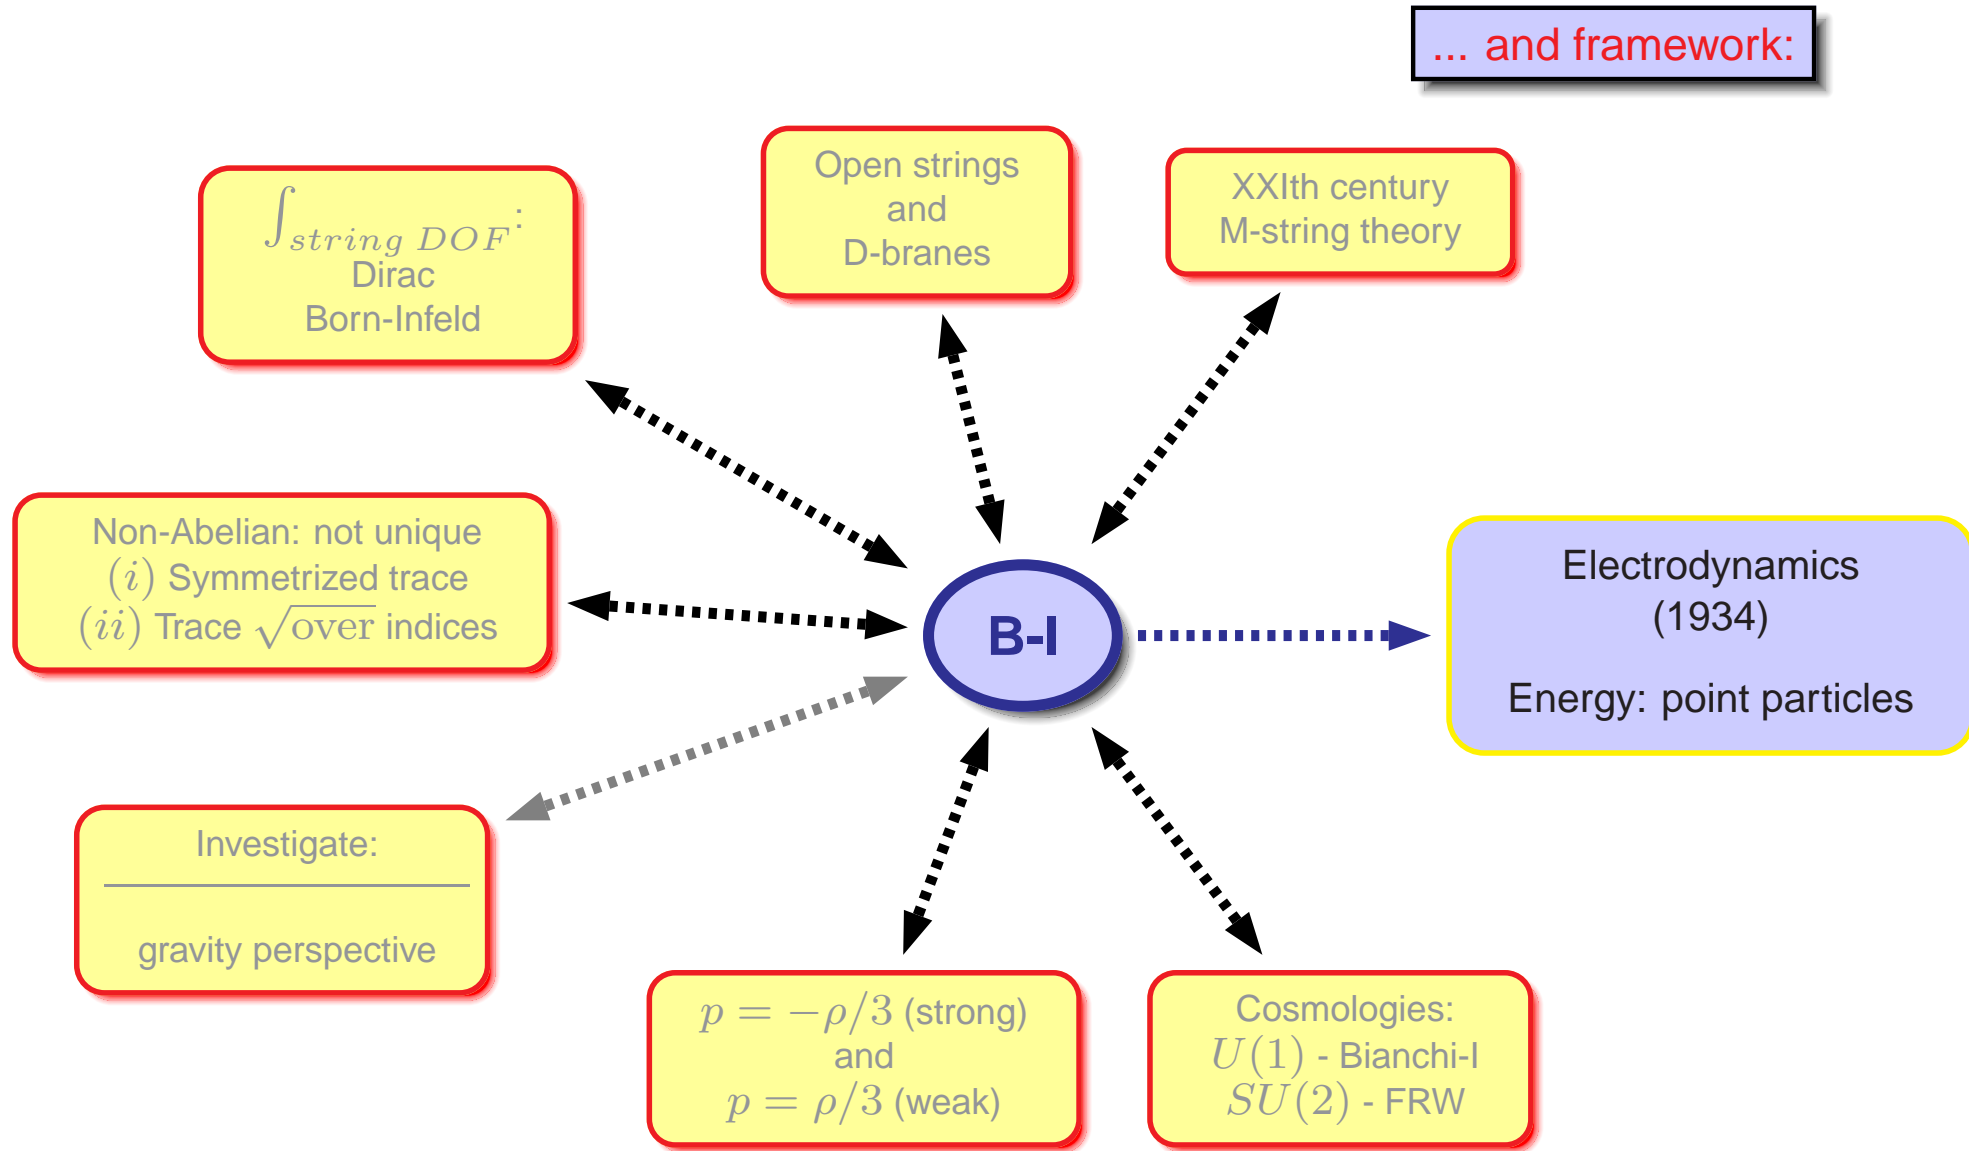 ... and framework:
∫string DOF:
Dirac
Born-Infeld
Open strings
and
D-branes
XXIth century
M-string theory
Non-Abelian: not unique
(i) Symmetrized trace
(ii) Trace √over indices
B-I
Electrodynamics
(1934)
Energy: point particles
Investigate:
gravity perspective
p = −ρ/3 (strong)
and
p = ρ/3 (weak)
Cosmologies:
U(1) - Bianchi-I
SU(2) - FRW